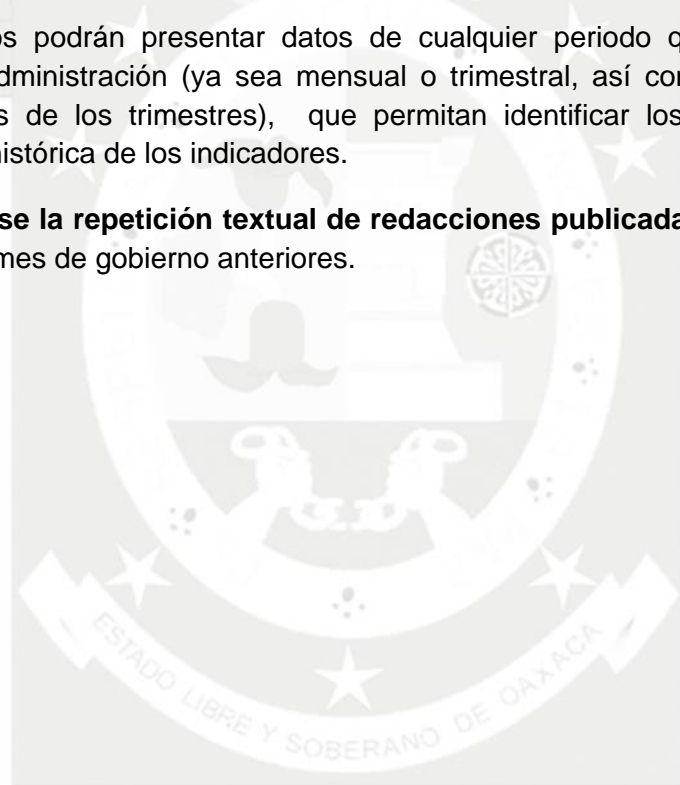 os podrán presentar datos de cualquier periodo q
dministración (ya sea mensual o trimestral, así cor
s de los trimestres), que permitan identificar los
histórica de los indicadores.
se la repetición textual de redacciones publicada
mes de gobierno anteriores.
ESTADO LIBRE Y SOBERANO DE OAXACA